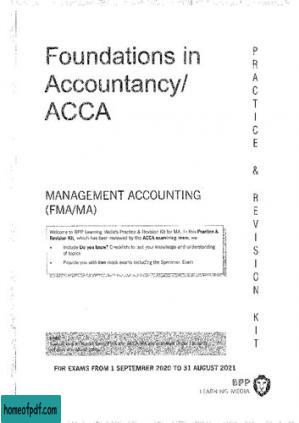 Foundations in
Accountancy/
ACCA
PRACTICE & REVISION KIT
MANAGEMENT ACCOUNTING
(FMA/MA)
Welcome to BPP Learning Media's Practice & Revision Kit for MA. In this Practice &
Revision Kit, which has been reviewed by the ACCA examining team, we:
Include Do you know? Checklists to test your knowledge and understanding
of topics
Provide you with two mock exams including the Specimen Exam
FOR EXAMS FROM 1 SEPTEMBER 2020 TO 31 AUGUST 2021
BPP
LEARNING MEDIA
homeofpdf.com